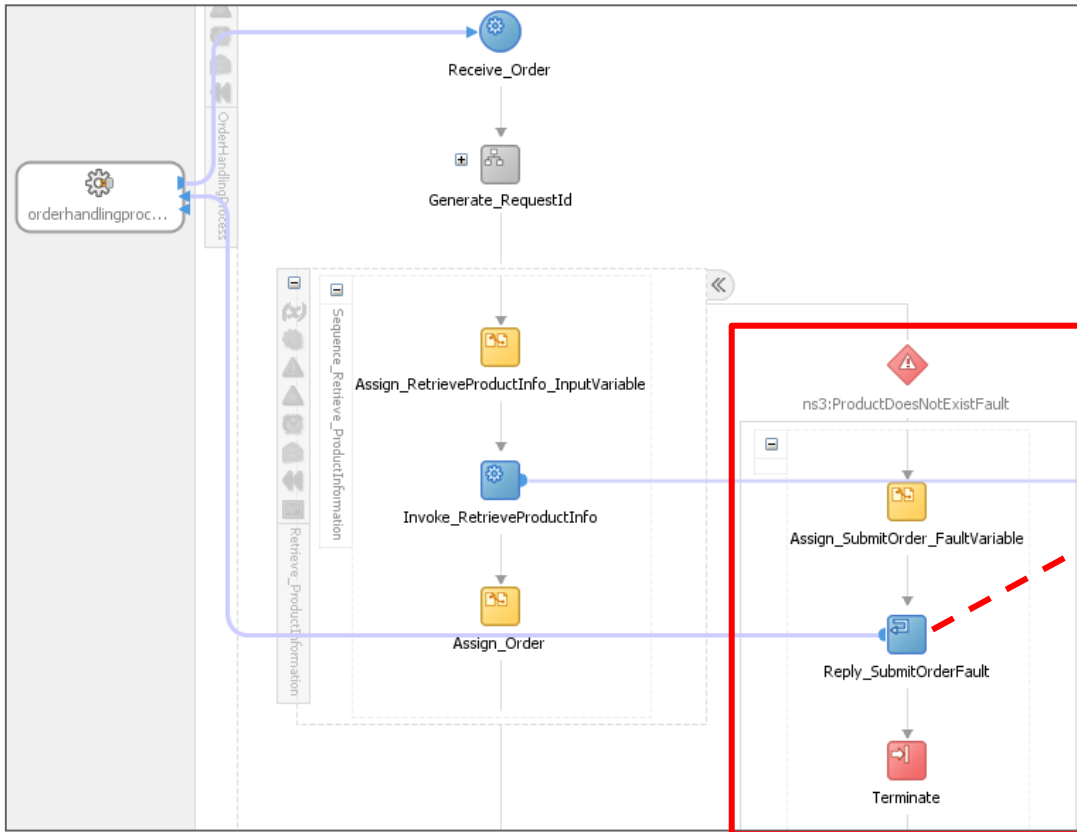 Receive_Order
OrderHandlingProcess
orderhandlingproc...
Generate_RequestId
Sequence_Retrieve_ProductInformation
Retrieve_ProductInformation
Assign_RetrieveProductInfo_InputVariable
Invoke_RetrieveProductInfo
Assign_Order
ns3:ProductDoesNotExistFault
Assign_SubmitOrder_FaultVariable
Reply_SubmitOrderFault
Terminate